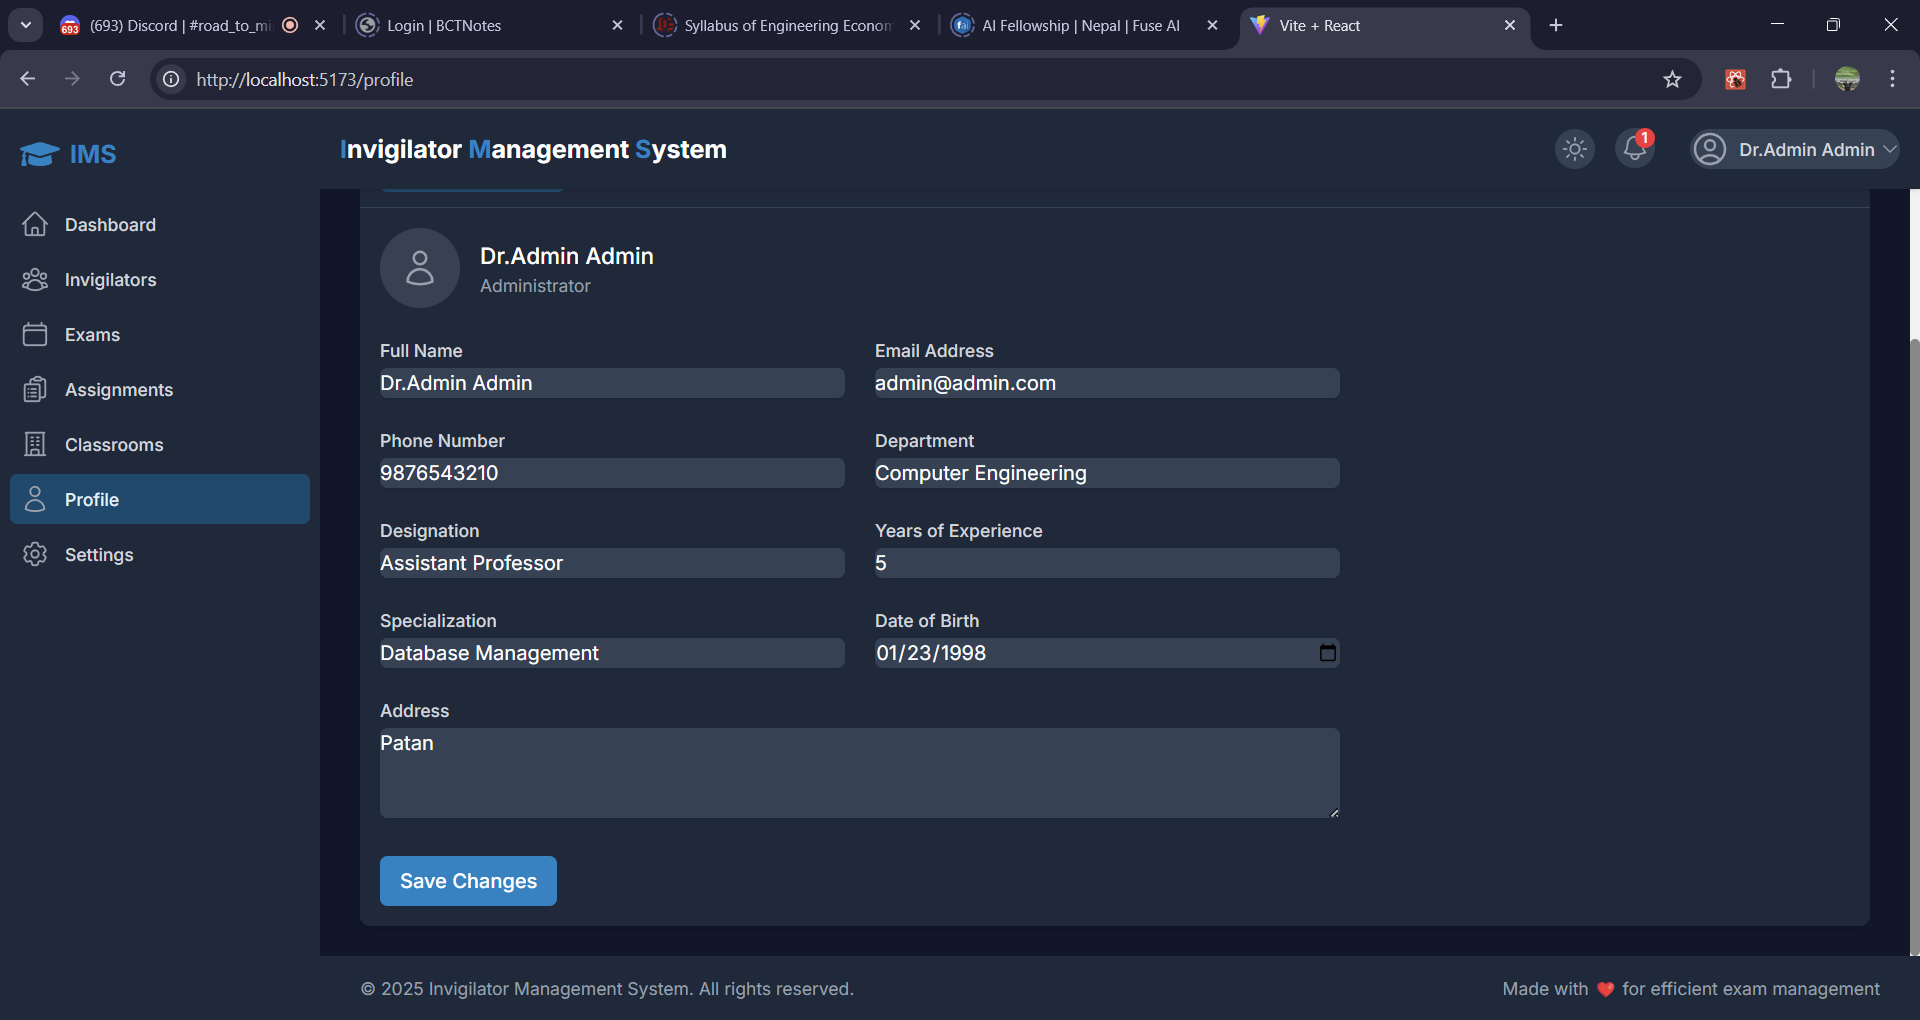 693
(693) Discord | #road_to_mi
Login | BCTNotes
Syllabus of Engineering Econom
fai
AI Fellowship | Nepal | Fuse AI
Vite + React
http://localhost:5173/profile
IMS
Invigilator Management System
1
Dr.Admin Admin
Dashboard
Invigilators
Exams
Assignments
Classrooms
Profile
Settings
Dr.Admin Admin
Administrator
Full Name
Dr.Admin Admin
Email Address
admin@admin.com
Phone Number
9876543210
Department
Computer Engineering
Designation
Assistant Professor
Years of Experience
5
Specialization
Database Management
Date of Birth
01/23/1998
Address
Patan
Save Changes
© 2025 Invigilator Management System. All rights reserved.
Made with ❤️ for efficient exam management